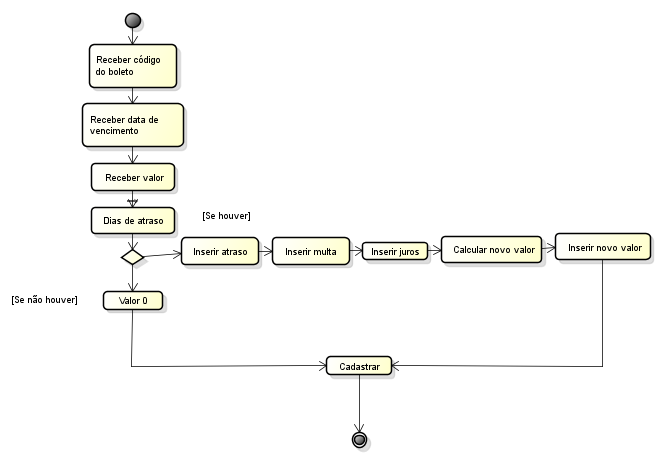 Receber código
do boleto
Receber data de
vencimento
Receber valor
Dias de atraso
[Se houver]
Inserir atraso
Inserir multa
Inserir juros
Calcular novo valor
Inserir novo valor
[Se não houver]
Valor 0
Cadastrar